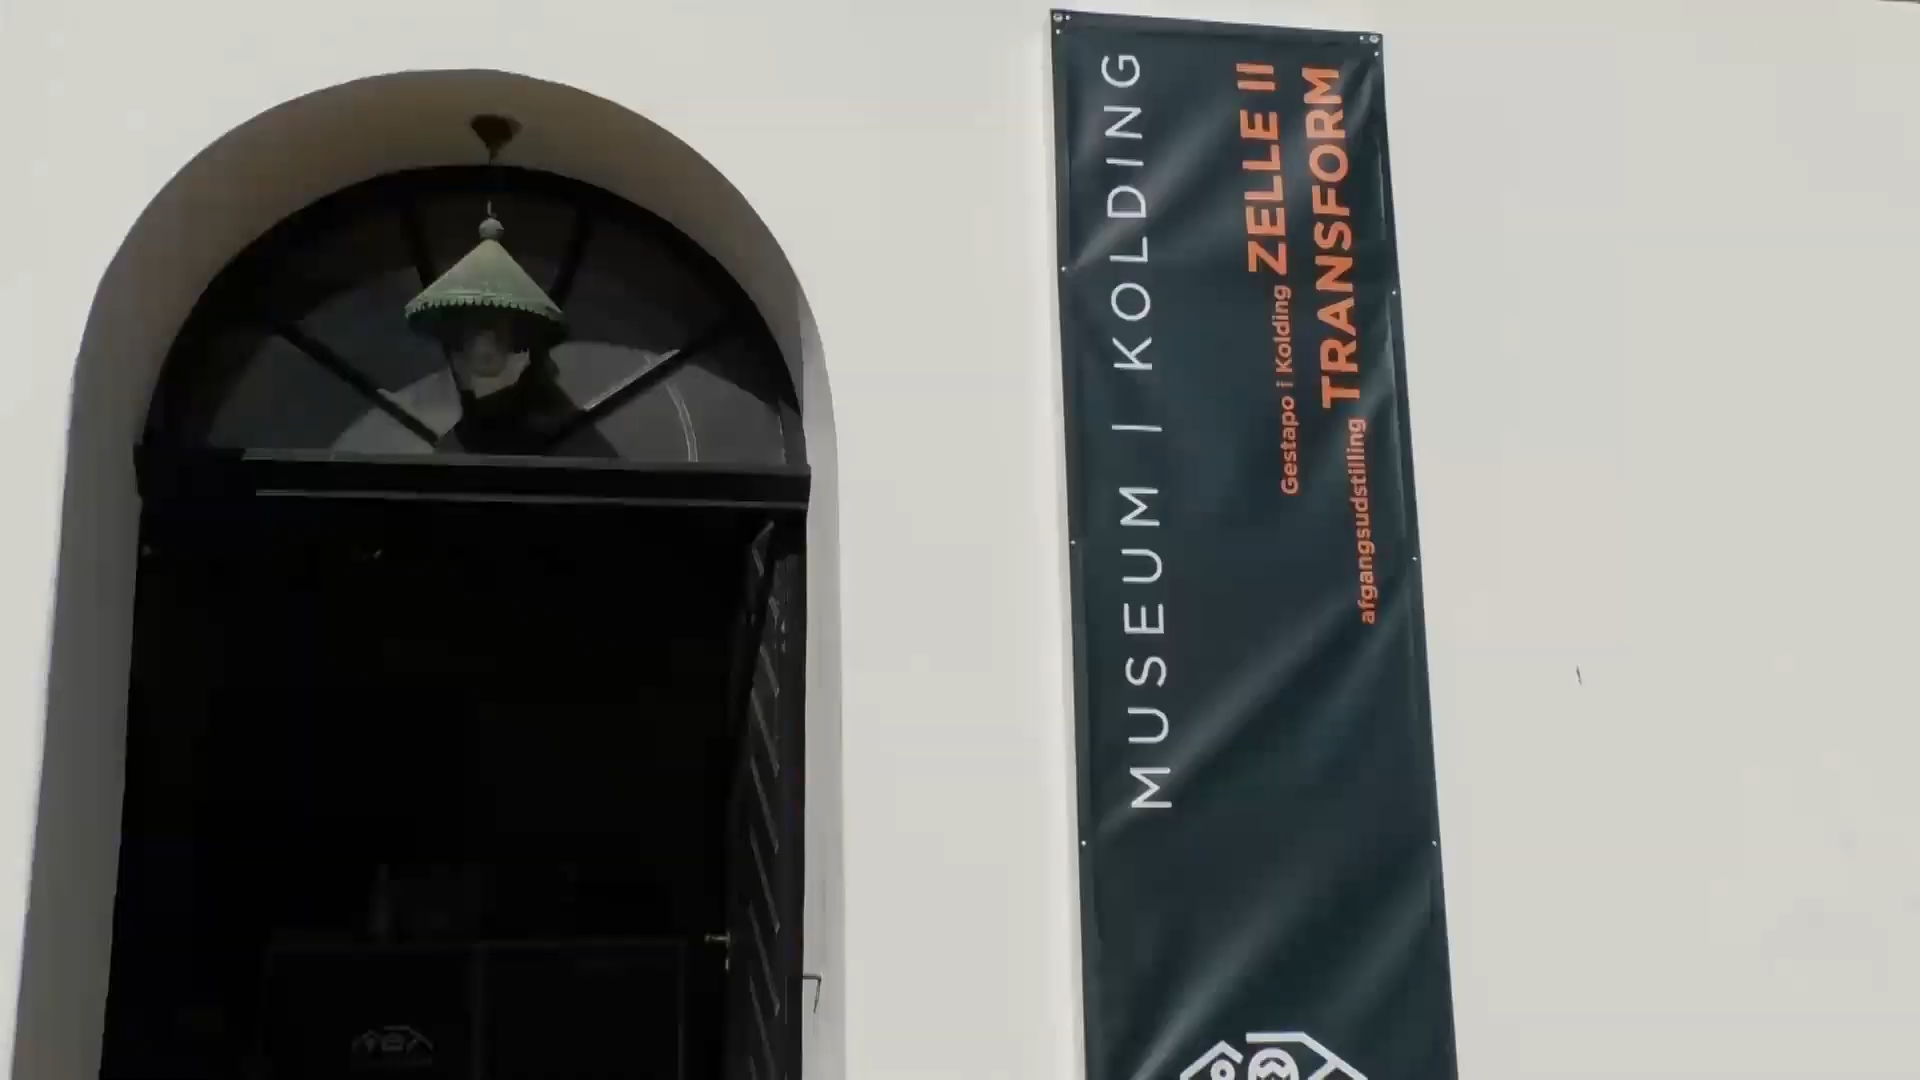 MUSEUM | KOLDING
Gestapo i Kolding ZELLE II
afgangsudstilling TRANSFORM